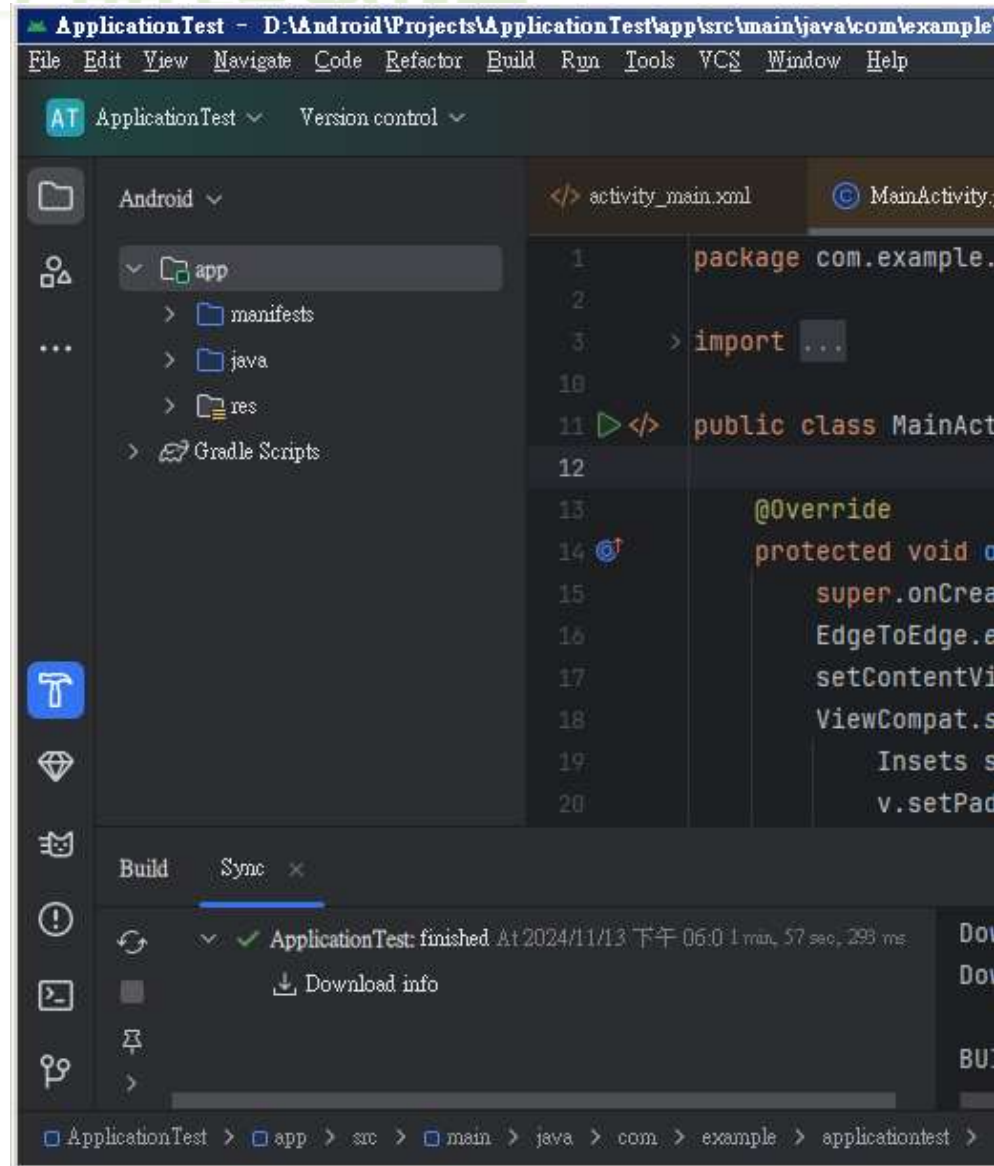 ApplicationTest - D:\Android\Projects\ApplicationTest\app\src\main\java\com\example\
File Edit View Navigate Code Refactor Build Run Tools VCS Window Help
AT ApplicationTest Version control
Android
</> activity_main.xml MainActivity.
app
manifests
java
res
Gradle Scripts
1 package com.example.
2
3 import ...
10
11 </> public class MainAct
12
13 @Override
14 protected void o
15 super.onCrea
16 EdgeToEdge.e
17 setContentVi
18 ViewCompat.s
19 Insets s
20 v.setPad
Build Sync
ApplicationTest: finished At 2024/11/13 下午 06:0 1 min, 57 sec, 293 ms
Download info
Dow
Dow
BUI
ApplicationTest > app > src > main > java > com > example > applicationtest >